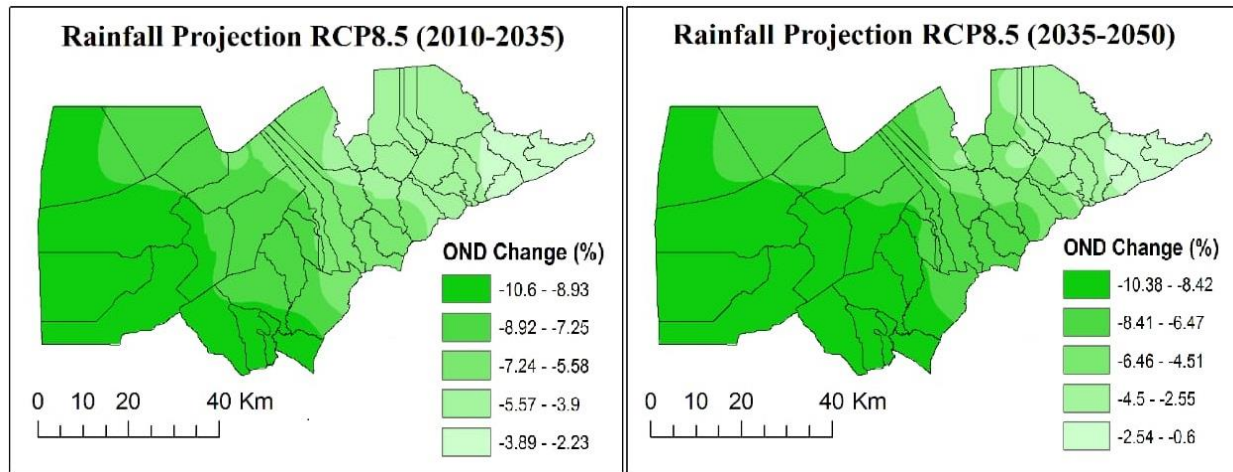 Rainfall Projection RCP8.5 (2010-2035)
OND Change (%)
-10.6 - -8.93
-8.92 - -7.25
-7.24 - -5.58
-5.57 - -3.9
-3.89 - -2.23
0 10 20 40 Km
Rainfall Projection RCP8.5 (2035-2050)
OND Change (%)
-10.38 - -8.42
-8.41 - -6.47
-6.46 - -4.51
-4.5 - -2.55
-2.54 - -0.6
0 10 20 40 Km